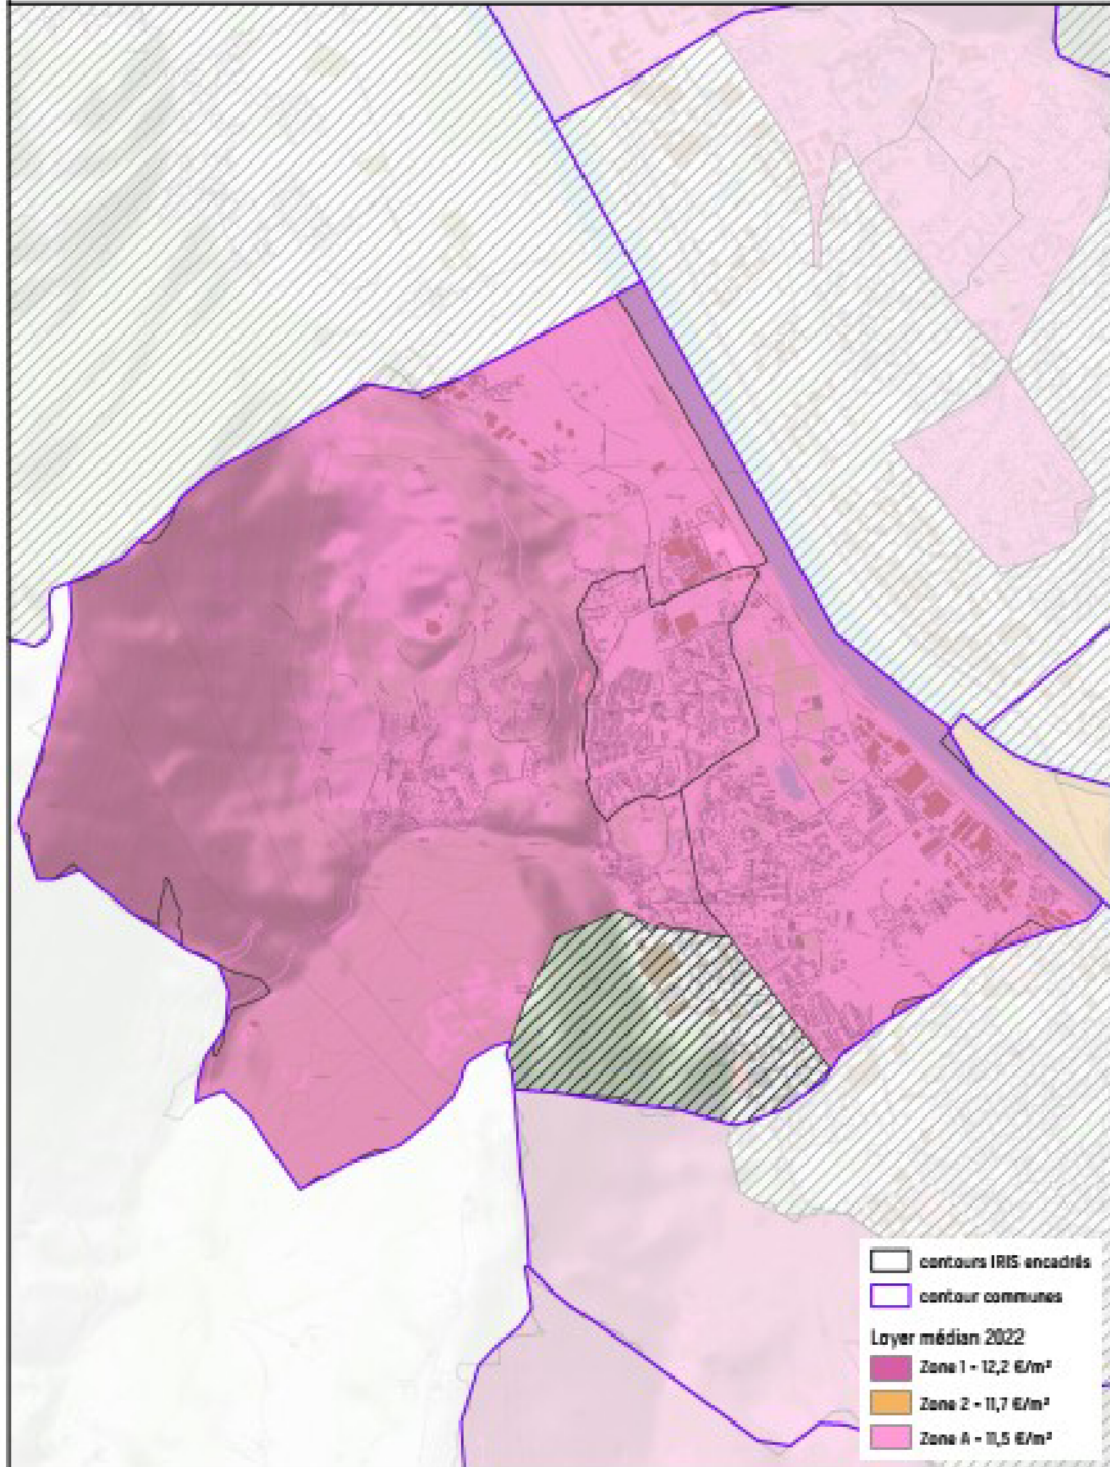 contours IRIS encadrés
contour communes
Loyer médian 2022
Zone 1 - 12,2 €/m²
Zone 2 - 11,7 €/m²
Zone A - 11,5 €/m²